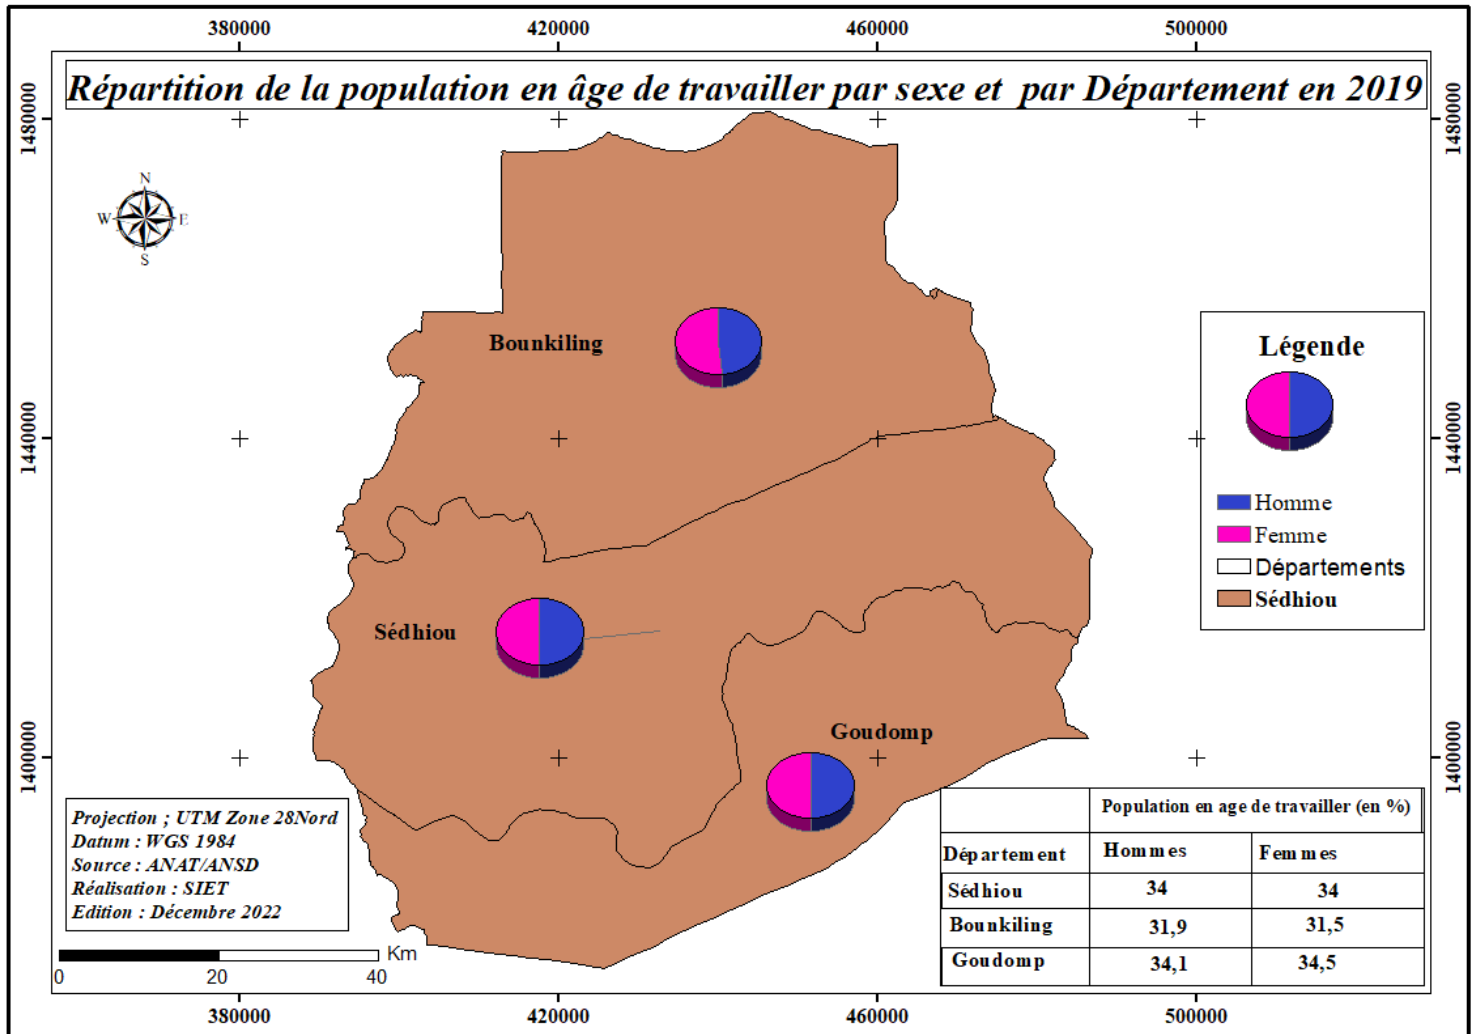 380000 420000 460000 500000
Répartition de la population en âge de travailler par sexe et par Département en 2019
1480000 1480000
N
W E
S
Bounkiling
Légende
1440000 1440000
Homme
Femme
Départements
Sédhiou
Sédhiou
Goudomp
1400000 1400000
Projection ; UTM Zone 28Nord
Datum : WGS 1984
Source : ANAT/ANSD
Réalisation : SIET
Edition : Décembre 2022
Km
0 20 40
Population en age de travailler (en %)
Département Hommes Femmes
Sédhiou 34 34
Bounkiling 31,9 31,5
Goudomp 34,1 34,5
380000 420000 460000 500000